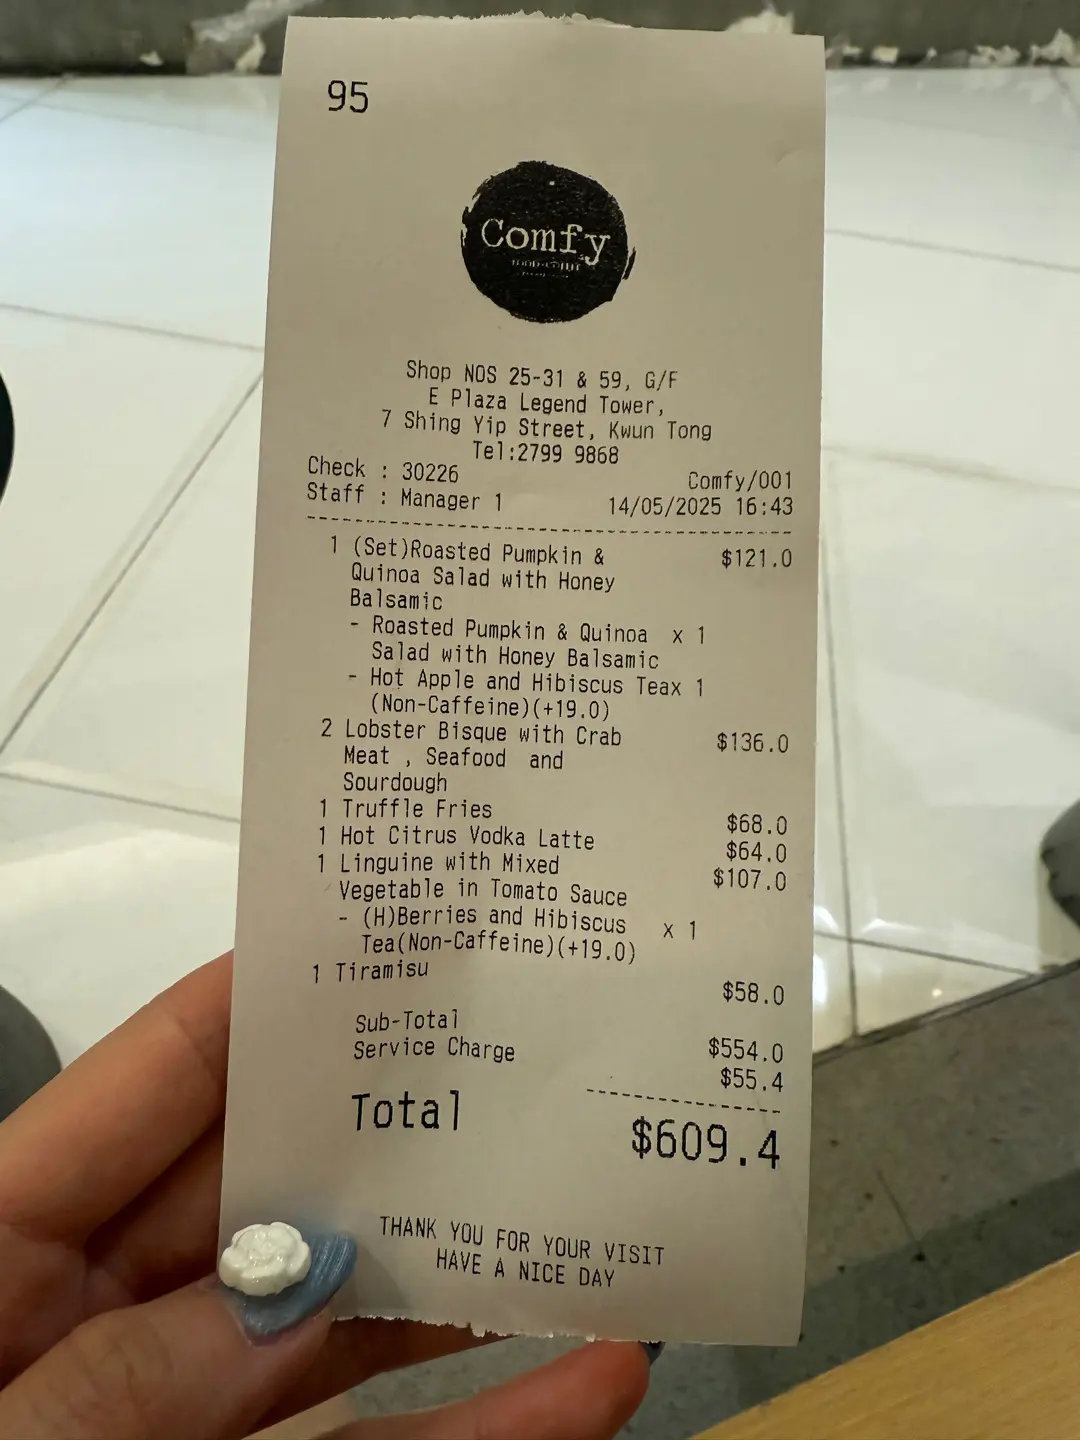 95
Comfy
Shop NOS 25-31 & 59, G/F
E Plaza Legend Tower,
7 Shing Yip Street, Kwun Tong
Tel:2799 9868
Check : 30226 Comfy/001
Staff : Manager 1 14/05/2025 16:43
1 (Set)Roasted Pumpkin & $121.0
Quinoa Salad with Honey
Balsamic
- Roasted Pumpkin & Quinoa x 1
Salad with Honey Balsamic
- Hot Apple and Hibiscus Teax 1
(Non-Caffeine)(+19.0)
2 Lobster Bisque with Crab $136.0
Meat , Seafood and
Sourdough
1 Truffle Fries $68.0
1 Hot Citrus Vodka Latte $64.0
1 Linguine with Mixed $107.0
Vegetable in Tomato Sauce
- (H)Berries and Hibiscus x 1
Tea(Non-Caffeine)(+19.0)
1 Tiramisu $58.0
Sub-Total $554.0
Service Charge $55.4
Total $609.4
THANK YOU FOR YOUR VISIT
HAVE A NICE DAY